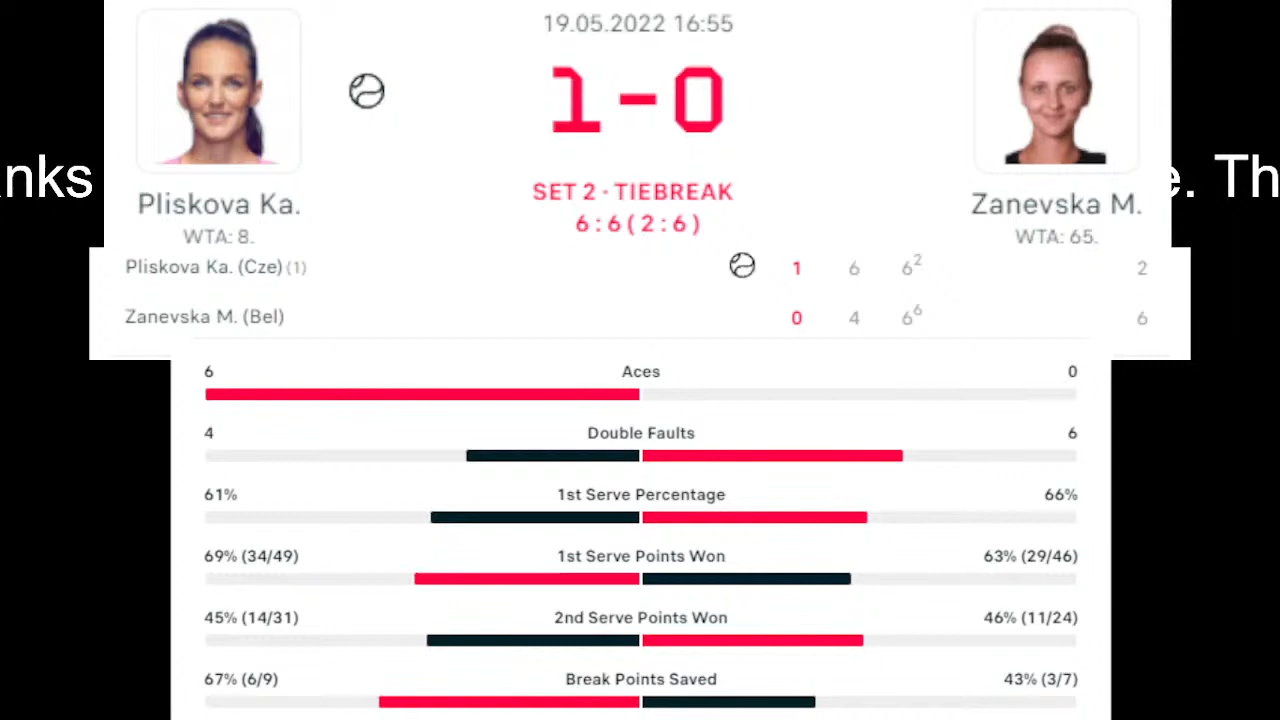 19.05.2022 16:55
1-0
SET 2 · TIEBREAK
6 : 6 ( 2 : 6 )
nks
e. Th
Pliskova Ka.
WTA: 8.
Zanevska M.
WTA: 65.
Pliskova Ka. (Cze) (1) 1 6 6² 2
Zanevska M. (Bel) 0 4 6⁶ 6
6 Aces 0
4 Double Faults 6
61% 1st Serve Percentage 66%
69% (34/49) 1st Serve Points Won 63% (29/46)
45% (14/31) 2nd Serve Points Won 46% (11/24)
67% (6/9) Break Points Saved 43% (3/7)